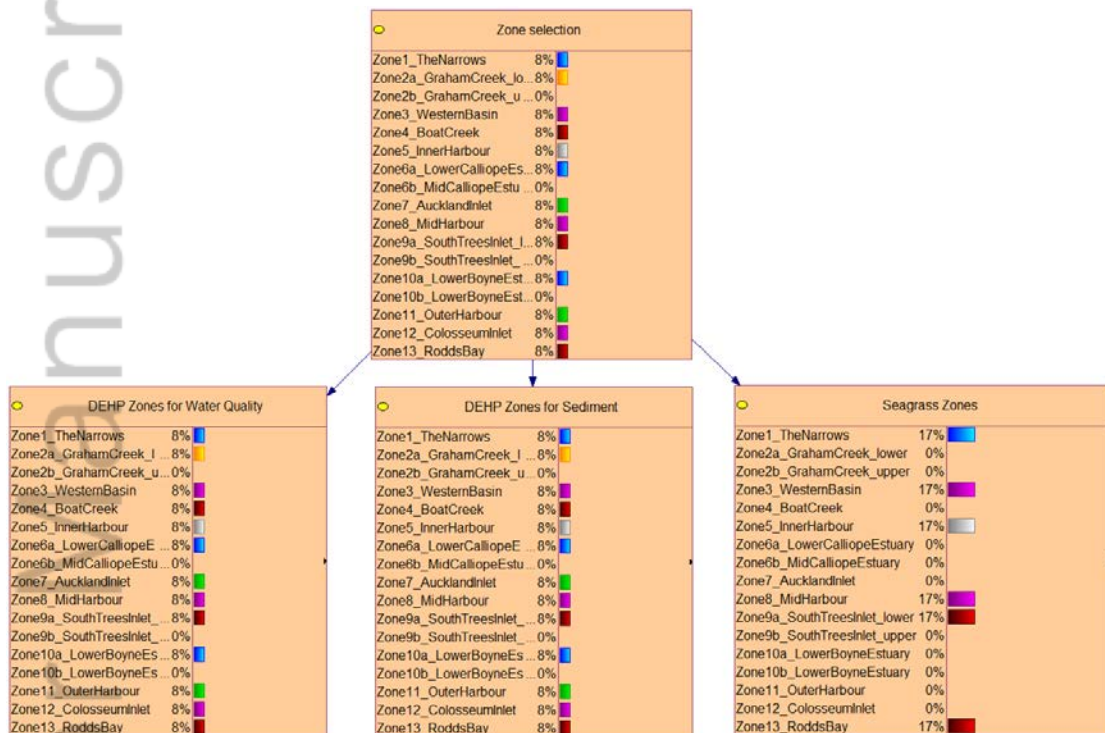 r Manuscr
Zone selection
Zone1_TheNarrows 8%
Zone2a_GrahamCreek_lo...8%
Zone2b_GrahamCreek_u ...0%
Zone3_WesternBasin 8%
Zone4_BoatCreek 8%
Zone5_InnerHarbour 8%
Zone6a_LowerCalliopeEs...8%
Zone6b_MidCalliopeEstu ...0%
Zone7_AucklandInlet 8%
Zone8_MidHarbour 8%
Zone9a_SouthTreesInlet_l...8%
Zone9b_SouthTreesInlet_ ...0%
Zone10a_LowerBoyneEst...8%
Zone10b_LowerBoyneEst...0%
Zone11_OuterHarbour 8%
Zone12_ColosseumInlet 8%
Zone13_RoddsBay 8%
DEHP Zones for Water Quality
Zone1_TheNarrows 8%
Zone2a_GrahamCreek_l ...8%
Zone2b_GrahamCreek_u...0%
Zone3_WesternBasin 8%
Zone4_BoatCreek 8%
Zone5_InnerHarbour 8%
Zone6a_LowerCalliopeE ...8%
Zone6b_MidCalliopeEstu...0%
Zone7_AucklandInlet 8%
Zone8_MidHarbour 8%
Zone9a_SouthTreesInlet_ ...8%
Zone9b_SouthTreesInlet_ ...0%
Zone10a_LowerBoyneEs ...8%
Zone10b_LowerBoyneEs ...0%
Zone11_OuterHarbour 8%
Zone12_ColosseumInlet 8%
Zone13_RoddsBay 8%
DEHP Zones for Sediment
Zone1_TheNarrows 8%
Zone2a_GrahamCreek_l ...8%
Zone2b_GrahamCreek_u...0%
Zone3_WesternBasin 8%
Zone4_BoatCreek 8%
Zone5_InnerHarbour 8%
Zone6a_LowerCalliopeE ...8%
Zone6b_MidCalliopeEstu...0%
Zone7_AucklandInlet 8%
Zone8_MidHarbour 8%
Zone9a_SouthTreesInlet_ ...8%
Zone9b_SouthTreesInlet_ ...0%
Zone10a_LowerBoyneEs ...8%
Zone10b_LowerBoyneEs ...0%
Zone11_OuterHarbour 8%
Zone12_ColosseumInlet 8%
Zone13_RoddsBay 8%
Seagrass Zones
Zone1_TheNarrows 17%
Zone2a_GrahamCreek_lower 0%
Zone2b_GrahamCreek_upper 0%
Zone3_WesternBasin 17%
Zone4_BoatCreek 0%
Zone5_InnerHarbour 17%
Zone6a_LowerCalliopeEstuary 0%
Zone6b_MidCalliopeEstuary 0%
Zone7_AucklandInlet 0%
Zone8_MidHarbour 17%
Zone9a_SouthTreesInlet_lower 17%
Zone9b_SouthTreesInlet_upper 0%
Zone10a_LowerBoyneEstuary 0%
Zone10b_LowerBoyneEstuary 0%
Zone11_OuterHarbour 0%
Zone12_ColosseumInlet 0%
Zone13_RoddsBay 17%